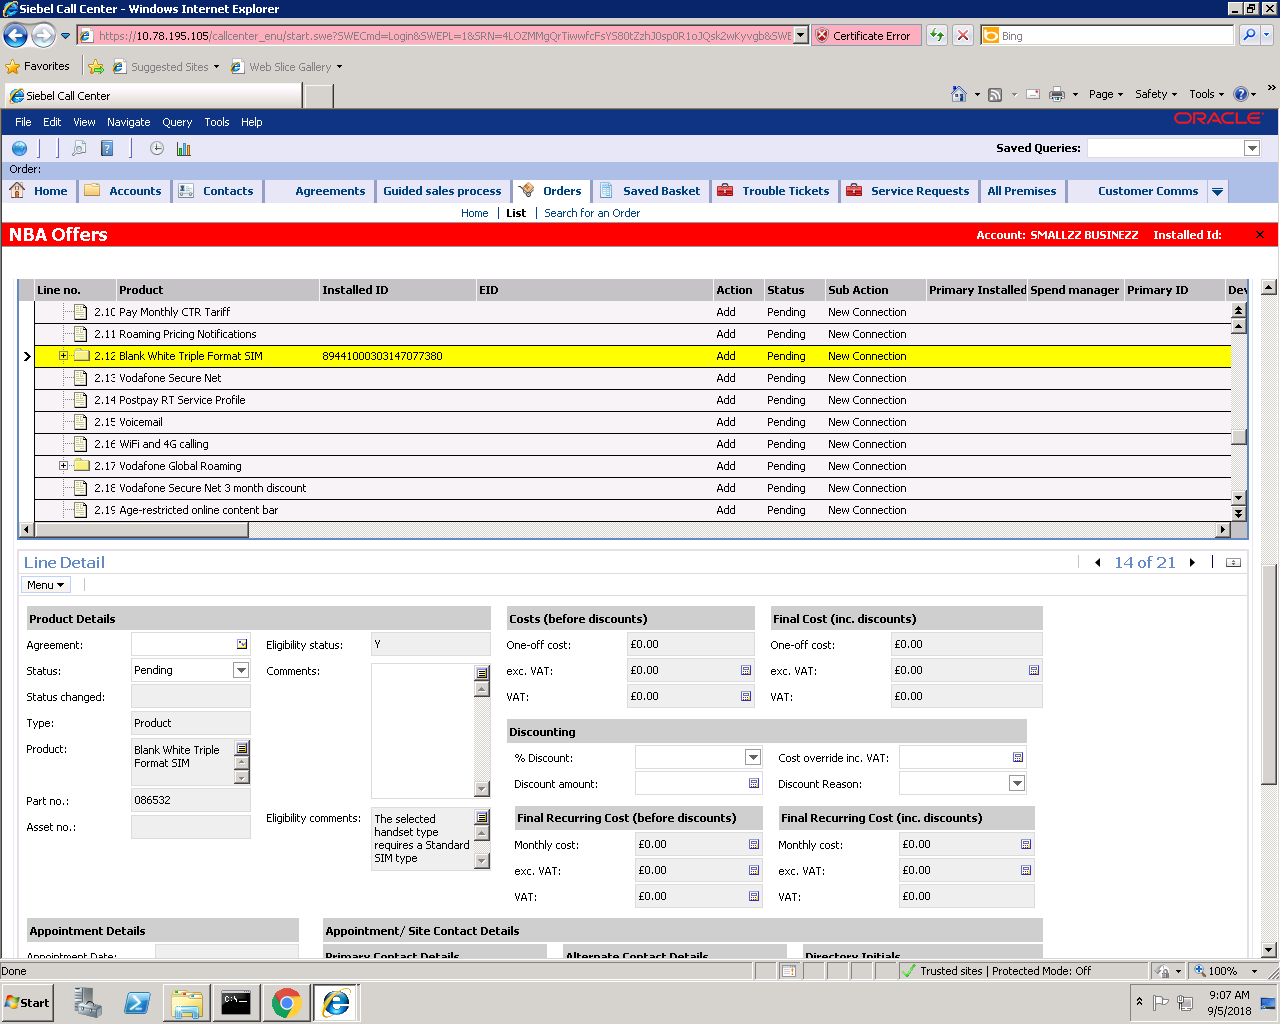 Siebel Call Center - Windows Internet Explorer
https://10.78.195.105/callcenter_enu/start.swe?SWECmd=Login&SWEPL=1&SRN=
Certificate Error
Bing
Favorites Suggested Sites Web Slice Gallery
Siebel Call Center
Page Safety Tools
File Edit View Navigate Query Tools Help
ORACLE
Saved Queries:
Order:
Home Accounts Contacts Agreements Guided sales process Orders Saved Basket Trouble Tickets Service Requests All Premises Customer Comms
Home | List | Search for an Order
NBA Offers Account: SMALLZZ BUSINEZZ Installed Id:
Line no. Product Installed ID EID Action Status Sub Action Primary Installed Spend manager Primary ID Dev
2.10 Pay Monthly CTR Tariff Add Pending New Connection
2.11 Roaming Pricing Notifications Add Pending New Connection
2.12 Blank White Triple Format SIM 89441000303147077380 Add Pending New Connection
2.13 Vodafone Secure Net Add Pending New Connection
2.14 Postpay RT Service Profile Add Pending New Connection
2.15 Voicemail Add Pending New Connection
2.16 WiFi and 4G calling Add Pending New Connection
2.17 Vodafone Global Roaming Add Pending New Connection
2.18 Vodafone Secure Net 3 month discount Add Pending New Connection
2.19 Age-restricted online content bar Add Pending New Connection
Line Detail 14 of 21
Menu
Product Details
Agreement:
Status: Pending
Status changed:
Type: Product
Product: Blank White Triple
Format SIM
Part no.: 086532
Asset no.:
Eligibility status: Y
Comments:
Eligibility comments: The selected
handset type
requires a Standard
SIM type
Costs (before discounts)
One-off cost: £0.00
exc. VAT: £0.00
VAT: £0.00
Final Cost (inc. discounts)
One-off cost: £0.00
exc. VAT: £0.00
VAT: £0.00
Discounting
% Discount:
Discount amount:
Cost override inc. VAT:
Discount Reason:
Final Recurring Cost (before discounts)
Monthly cost: £0.00
exc. VAT: £0.00
VAT: £0.00
Final Recurring Cost (inc. discounts)
Monthly cost: £0.00
exc. VAT: £0.00
VAT: £0.00
Appointment Details
Appointment Date:
Appointment/ Site Contact Details
Primary Contact Details
Alternate Contact Details
Directory Initials
Done
Trusted sites | Protected Mode: Off
100%
Start
9:07 AM
9/5/2018